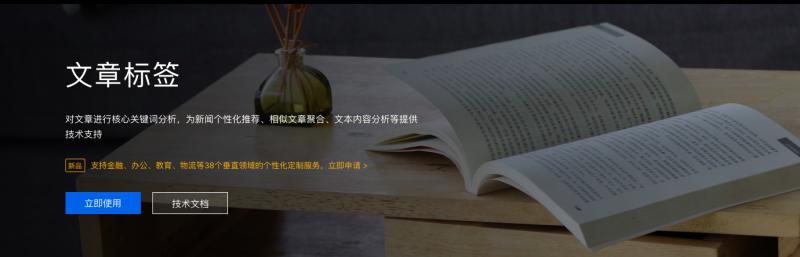 文章标签
对文章进行核心关键词分析，为新闻个性化推荐、相似文章聚合、文本内容分析等提供
技术支持
新品 支持金融、办公、教育、物流等38个垂直领域的个性化定制服务，立即申请 >
立即使用 技术文档